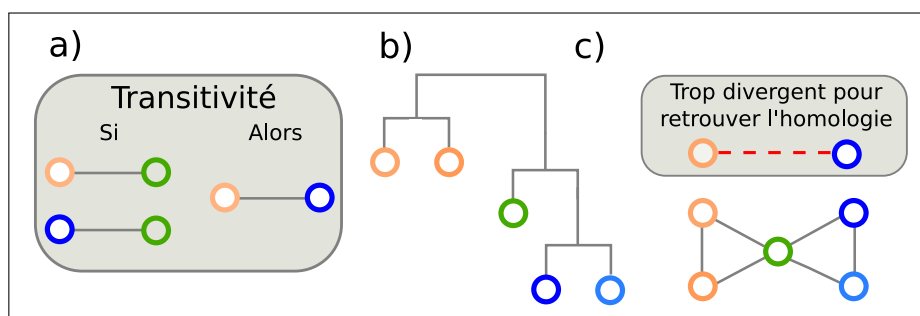 a)
Transitivité
Si
Alors
b)
c)
Trop divergent pour
retrouver l'homologie